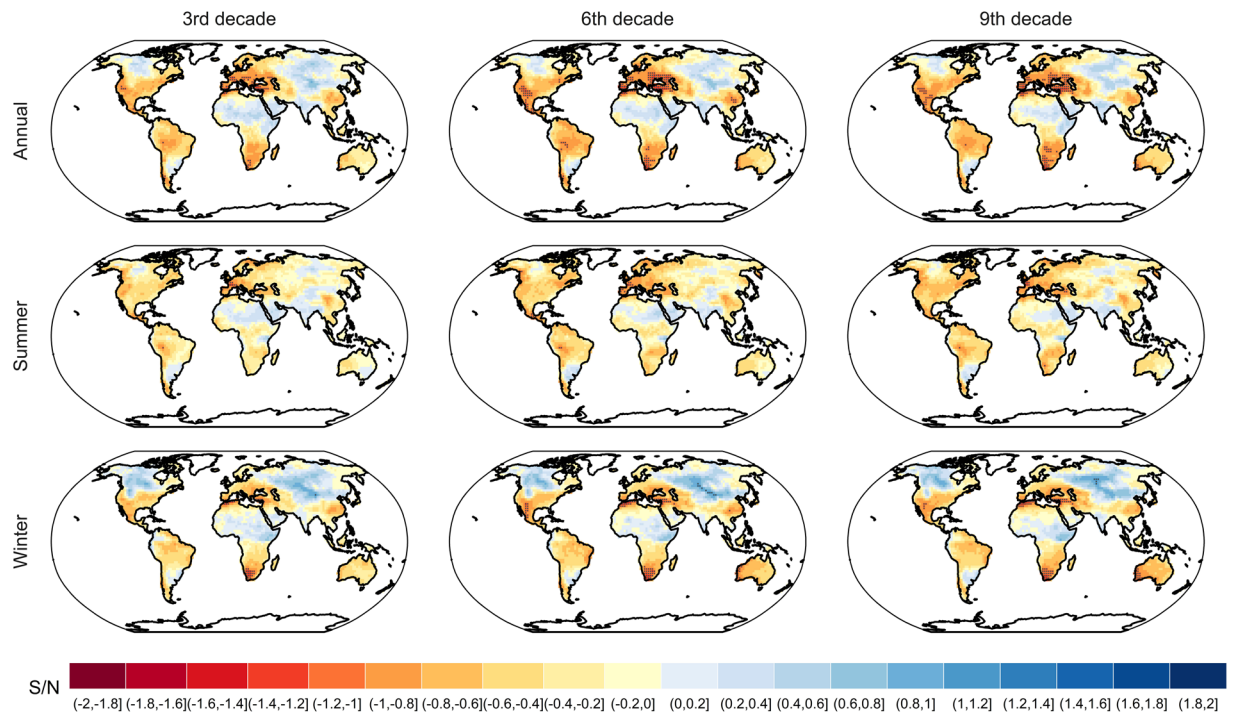 3rd decade 6th decade 9th decade
Annual
Summer
Winter
S/N
(-2,-1.8] (-1.8,-1.6] (-1.6,-1.4] (-1.4,-1.2] (-1.2,-1] (-1,-0.8] (-0.8,-0.6] (-0.6,-0.4] (-0.4,-0.2] (-0.2,0] (0,0.2] (0.2,0.4] (0.4,0.6] (0.6,0.8] (0.8,1] (1,1.2] (1.2,1.4] (1.4,1.6] (1.6,1.8] (1.8,2]